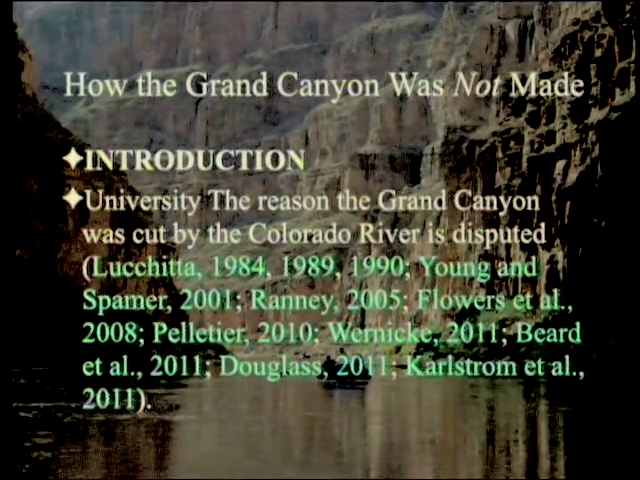 How the Grand Canyon Was Not Made
✦INTRODUCTION
✦University The reason the Grand Canyon
was cut by the Colorado River is disputed
(Lucchitta, 1984, 1989, 1990; Young and
Spamer, 2001; Ranney, 2005; Flowers et al.,
2008; Pelletier, 2010; Wernicke, 2011; Beard
et al., 2011; Douglass, 2011; Karlstrom et al.,
2011).